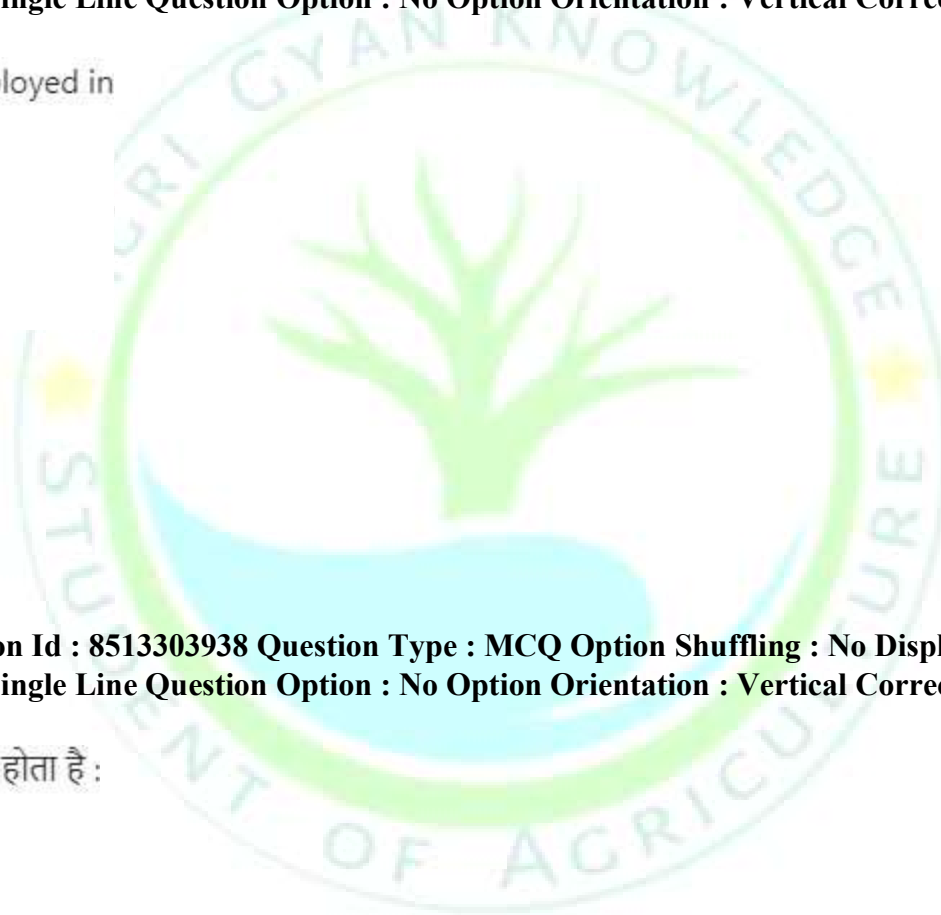 ingle Line Question Option : No Option Orientation : Vertical Corre
loyed in
AGRI GYAN KNOWLEDGE
STUDENT OF AGRICULTURE
on Id : 8513303938 Question Type : MCQ Option Shuffling : No Displ
ingle Line Question Option : No Option Orientation : Vertical Corre
होता है :